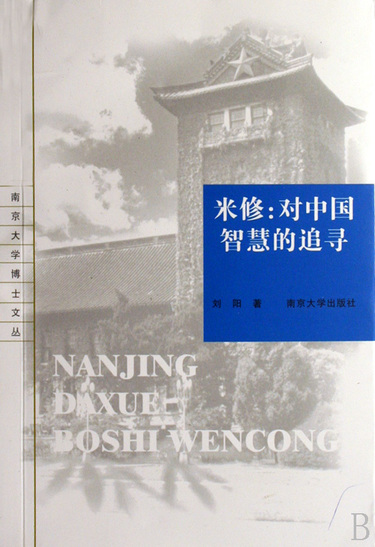 米修:对中国
智慧的追寻
刘 阳 著 南京大学出版社
南京大学博士文丛
NANJING
DAXUE
BOSHI WENCONG
B